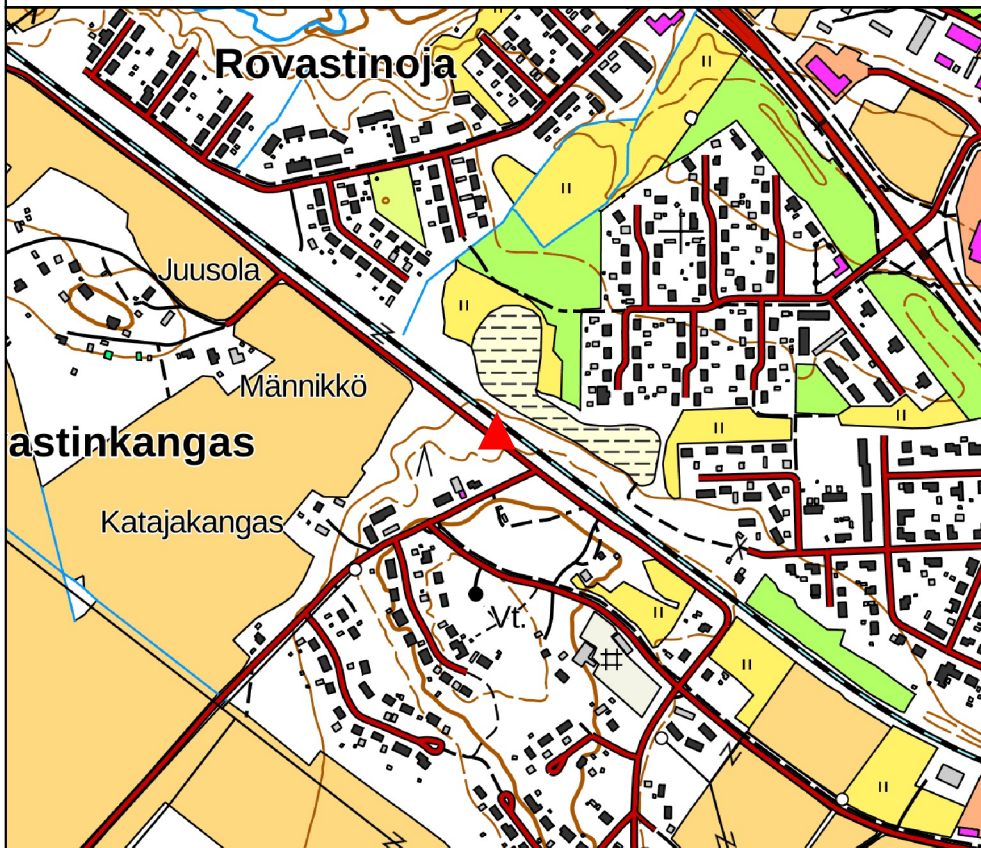 Rovastinoja
Juusola
Männikkö
astinkangas
Katajakangas
Vt.